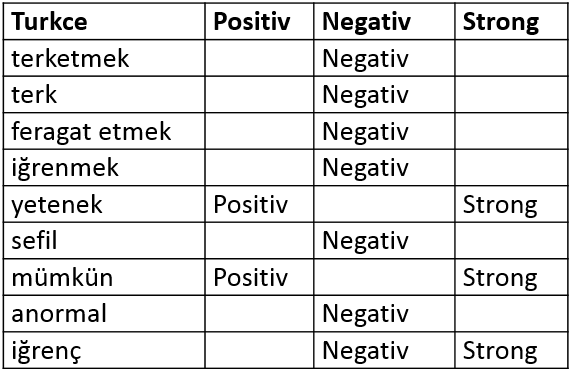 Turkce Positiv Negativ Strong
terketmek Negativ
terk Negativ
feragat etmek Negativ
iğrenmek Negativ
yetenek Positiv Strong
sefil Negativ
mümkün Positiv Strong
anormal Negativ
iğrenç Negativ Strong